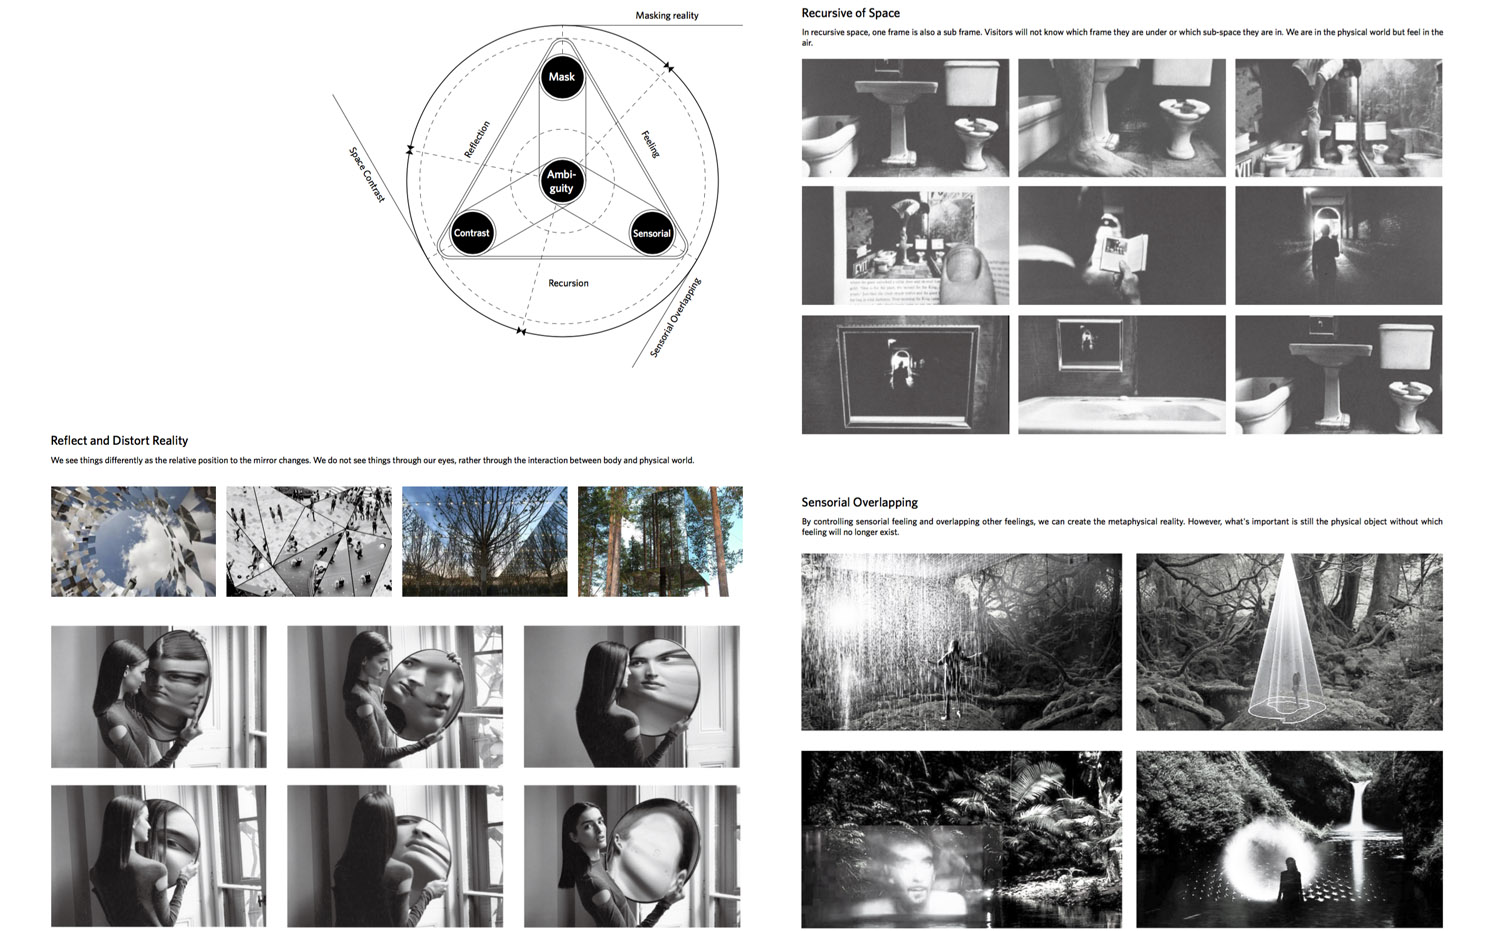 Masking reality
Mask
Reflection
Feeling
Space Contrast
Ambi-
guity
Contrast
Sensorial
Recursion
Sensorial Overlapping
Reflect and Distort Reality
We see things differently as the relative position to the mirror changes. We do not see things through our eyes, rather through the interaction between body and physical world.
Recursive of Space
In recursive space, one frame is also a sub frame. Visitors will not know which frame they are under or which sub-space they are in. We are in the physical world but feel in the
air.
Sensorial Overlapping
By controlling sensorial feeling and overlapping other feelings, we can create the metaphysical reality. However, what's important is still the physical object without which
feeling will no longer exist.